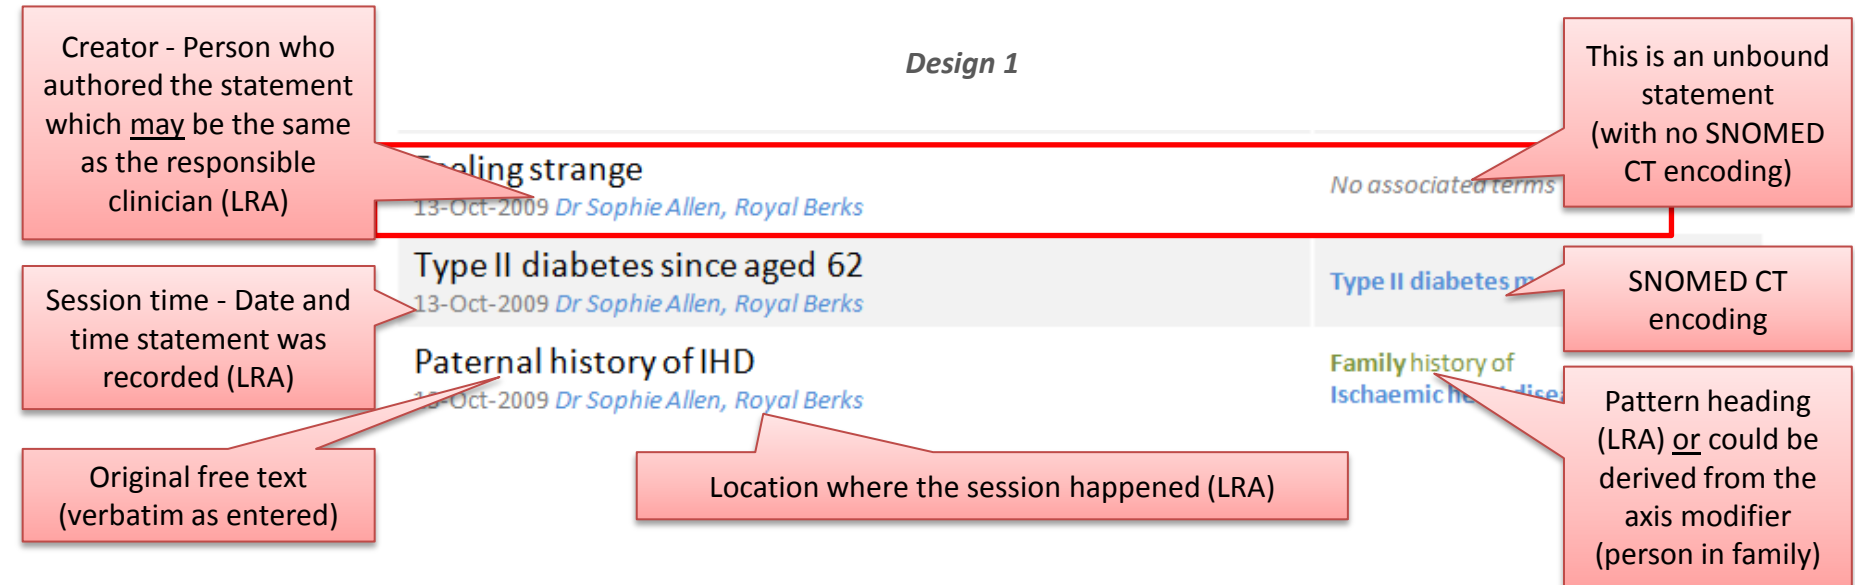 Creator - Person who
authored the statement
which may be the same
as the responsible
clinician (LRA)
Design 1
This is an unbound
statement
(with no SNOMED
CT encoding)
Feeling strange
13-Oct-2009 Dr Sophie Allen, Royal Berks
No associated terms
Session time - Date and
time statement was
recorded (LRA)
Type II diabetes since aged 62
13-Oct-2009 Dr Sophie Allen, Royal Berks
Type II diabetes
SNOMED CT
encoding
Paternal history of IHD
13-Oct-2009 Dr Sophie Allen, Royal Berks
Family history of
Ischaemic heart
Pattern heading
(LRA) or could be
derived from the
axis modifier
(person in family)
Original free text
(verbatim as entered)
Location where the session happened (LRA)